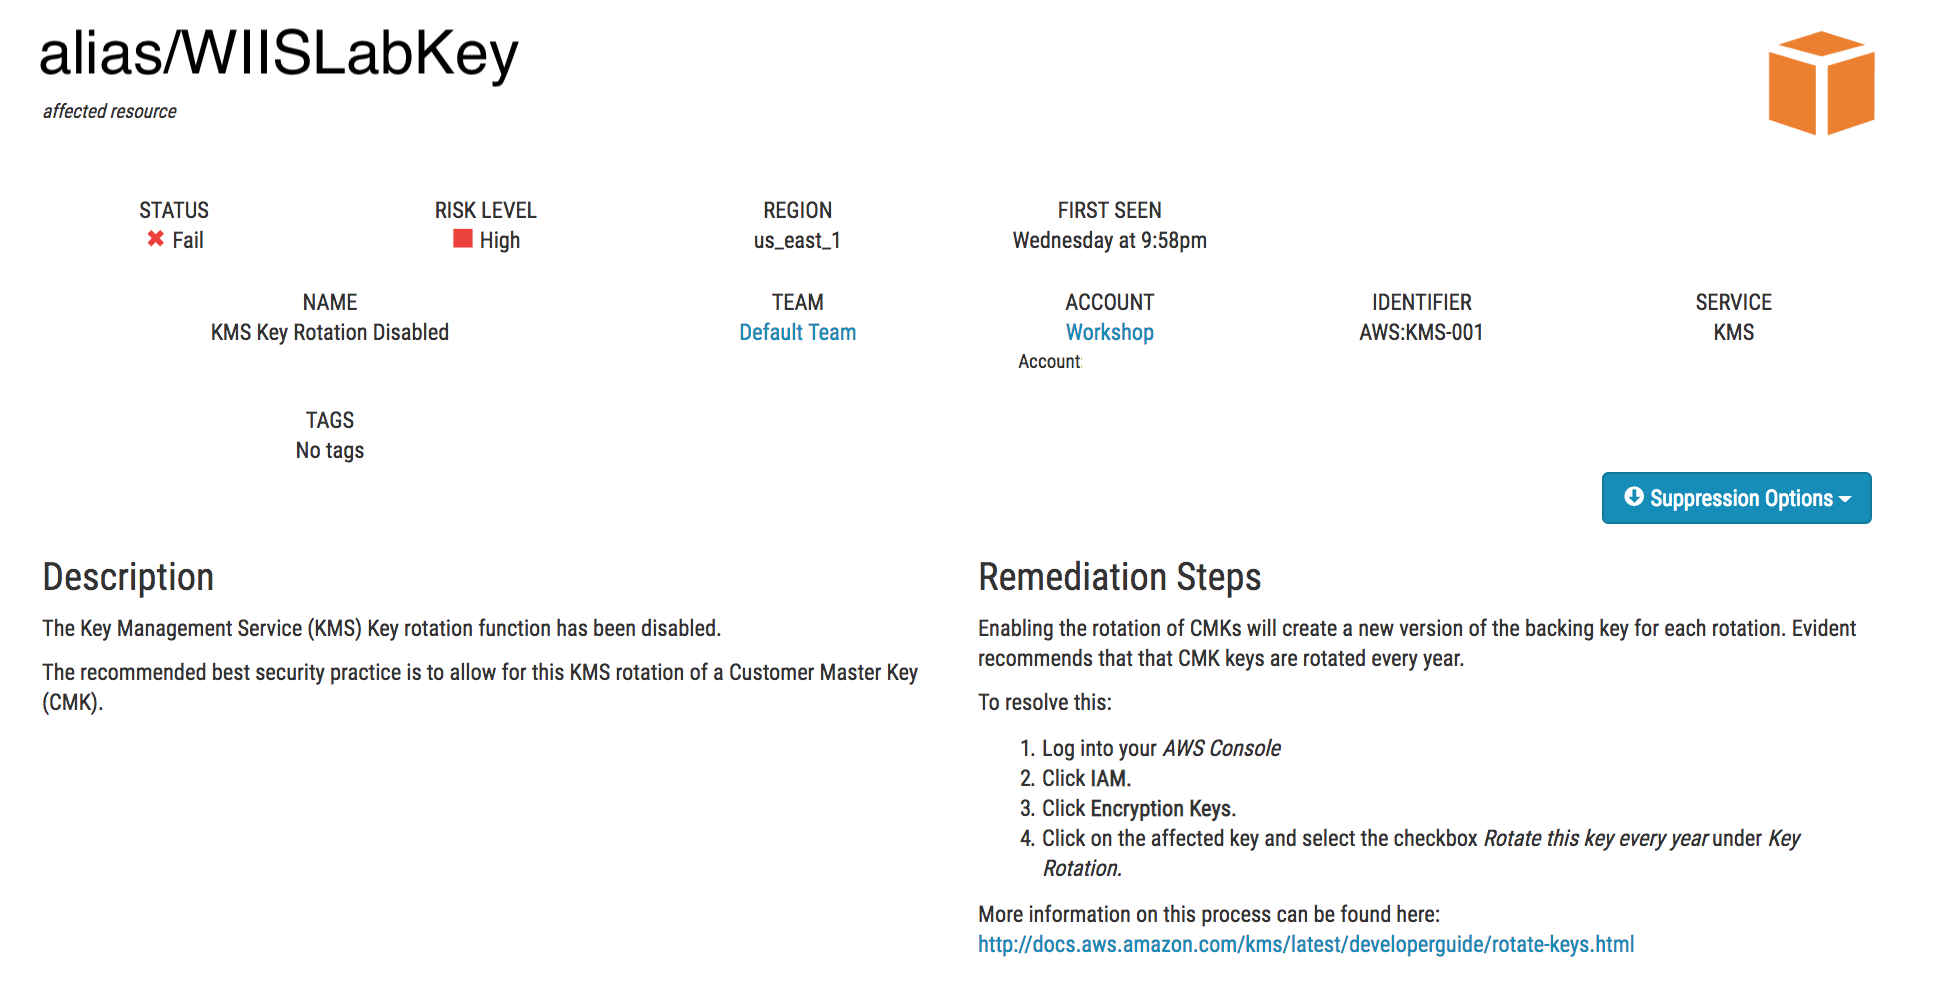 alias/WIISLabKey
affected resource
STATUS
Fail
RISK LEVEL
High
REGION
us_east_1
FIRST SEEN
Wednesday at 9:58pm
NAME
KMS Key Rotation Disabled
TEAM
Default Team
ACCOUNT
Workshop
Account:
IDENTIFIER
AWS:KMS-001
SERVICE
KMS
TAGS
No tags
Suppression Options
Description
The Key Management Service (KMS) Key rotation function has been disabled.
The recommended best security practice is to allow for this KMS rotation of a Customer Master Key
(CMK).
Remediation Steps
Enabling the rotation of CMKs will create a new version of the backing key for each rotation. Evident
recommends that that CMK keys are rotated every year.
To resolve this:
1. Log into your AWS Console
2. Click IAM.
3. Click Encryption Keys.
4. Click on the affected key and select the checkbox Rotate this key every year under Key
Rotation.
More information on this process can be found here:
http://docs.aws.amazon.com/kms/latest/developerguide/rotate-keys.html